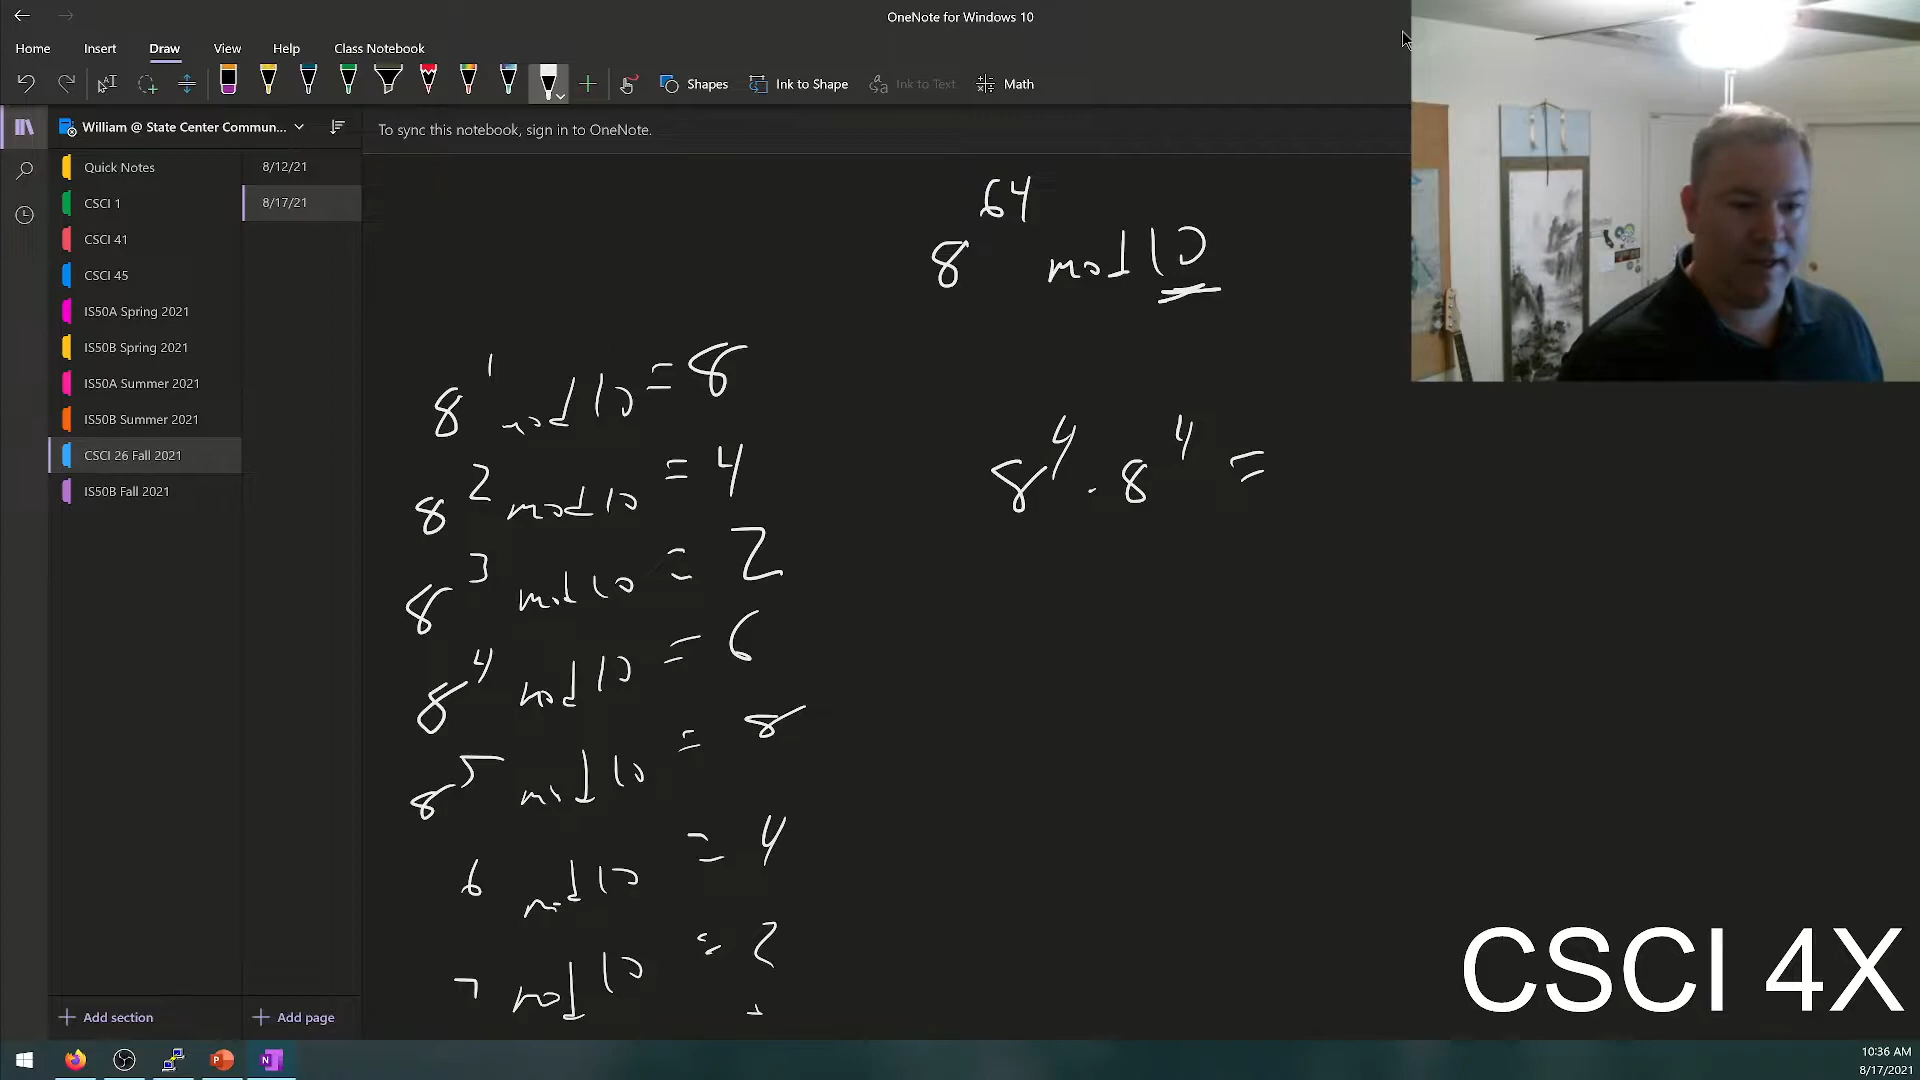 OneNote for Windows 10
Home Insert Draw View Help Class Notebook
Shapes Ink to Shape Ink to Text Math
William @ State Center Commun...
To sync this notebook, sign in to OneNote.
Quick Notes
CSCI 1
CSCI 41
CSCI 45
IS50A Spring 2021
IS50B Spring 2021
IS50A Summer 2021
IS50B Summer 2021
CSCI 26 Fall 2021
IS50B Fall 2021
8/12/21
8/17/21
8^64 mod 10
8^1 mod 10 = 8
8^2 mod 10 = 4
8^3 mod 10 = 2
8^4 mod 10 = 6
8^5 mod 10 = 8
6 mod 10 = 4
7 mod 10 = 2
8^4 · 8^4 =
CSCI 4X
Add section
Add page
10:36 AM
8/17/2021